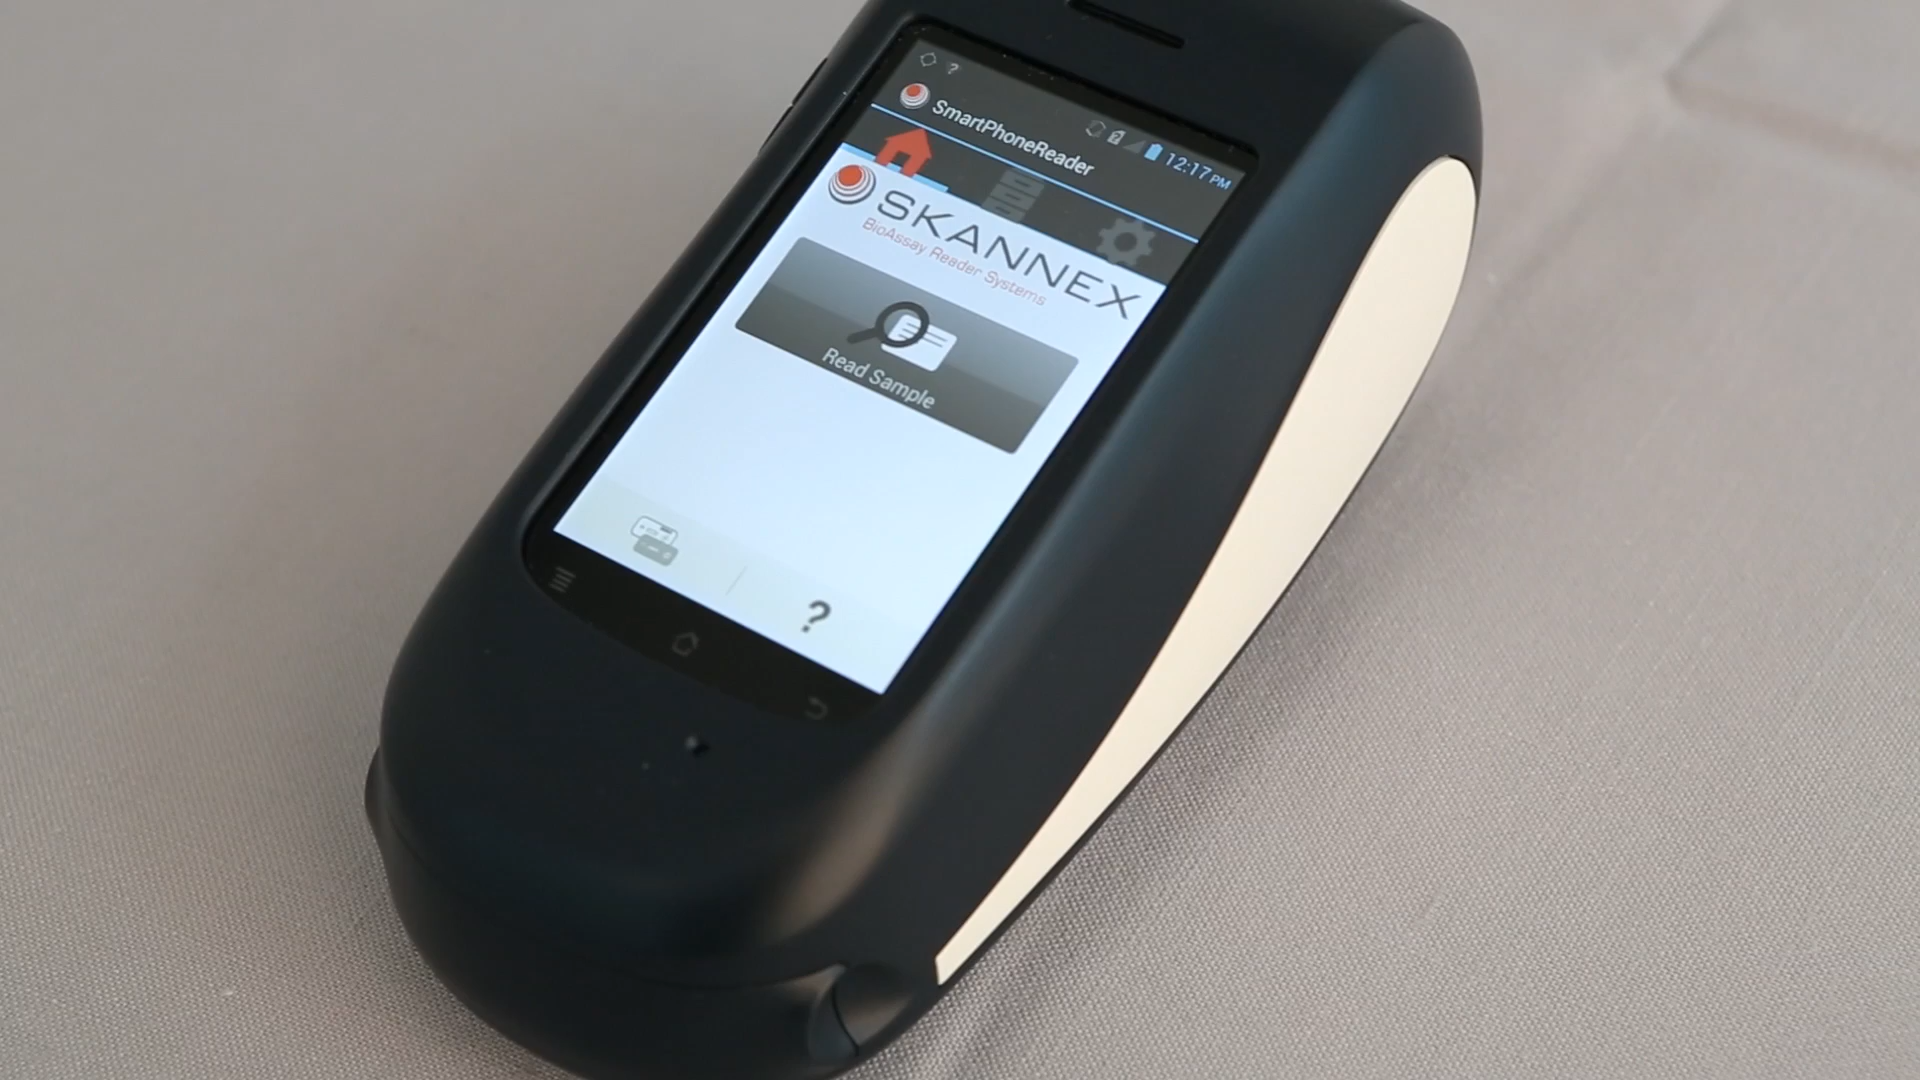 ?
12:17 PM
SmartPhoneReader
SKANNEX
BioAssay Reader Systems
Read Sample
?